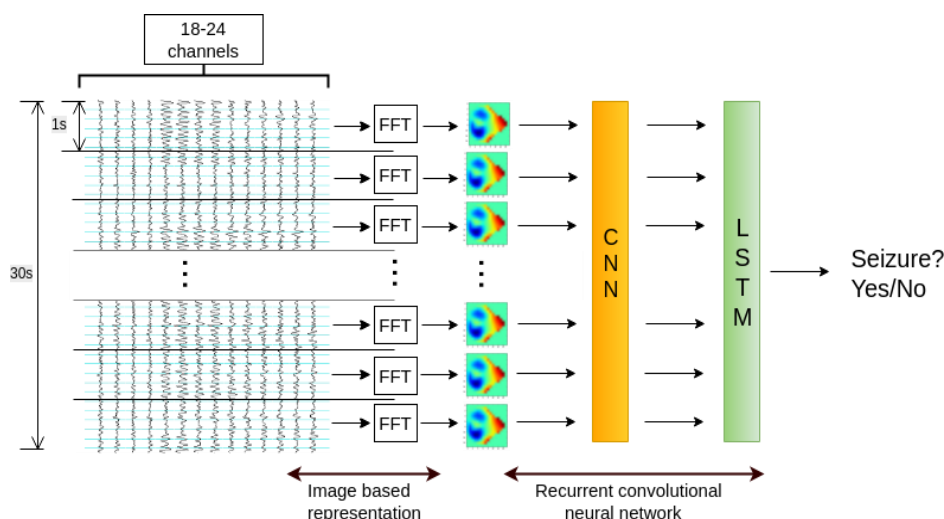 18-24
channels
1s
30s
FFT
FFT
FFT
FFT
FFT
FFT
C
N
N
L
S
T
M
Seizure?
Yes/No
Image based
representation
Recurrent convolutional
neural network